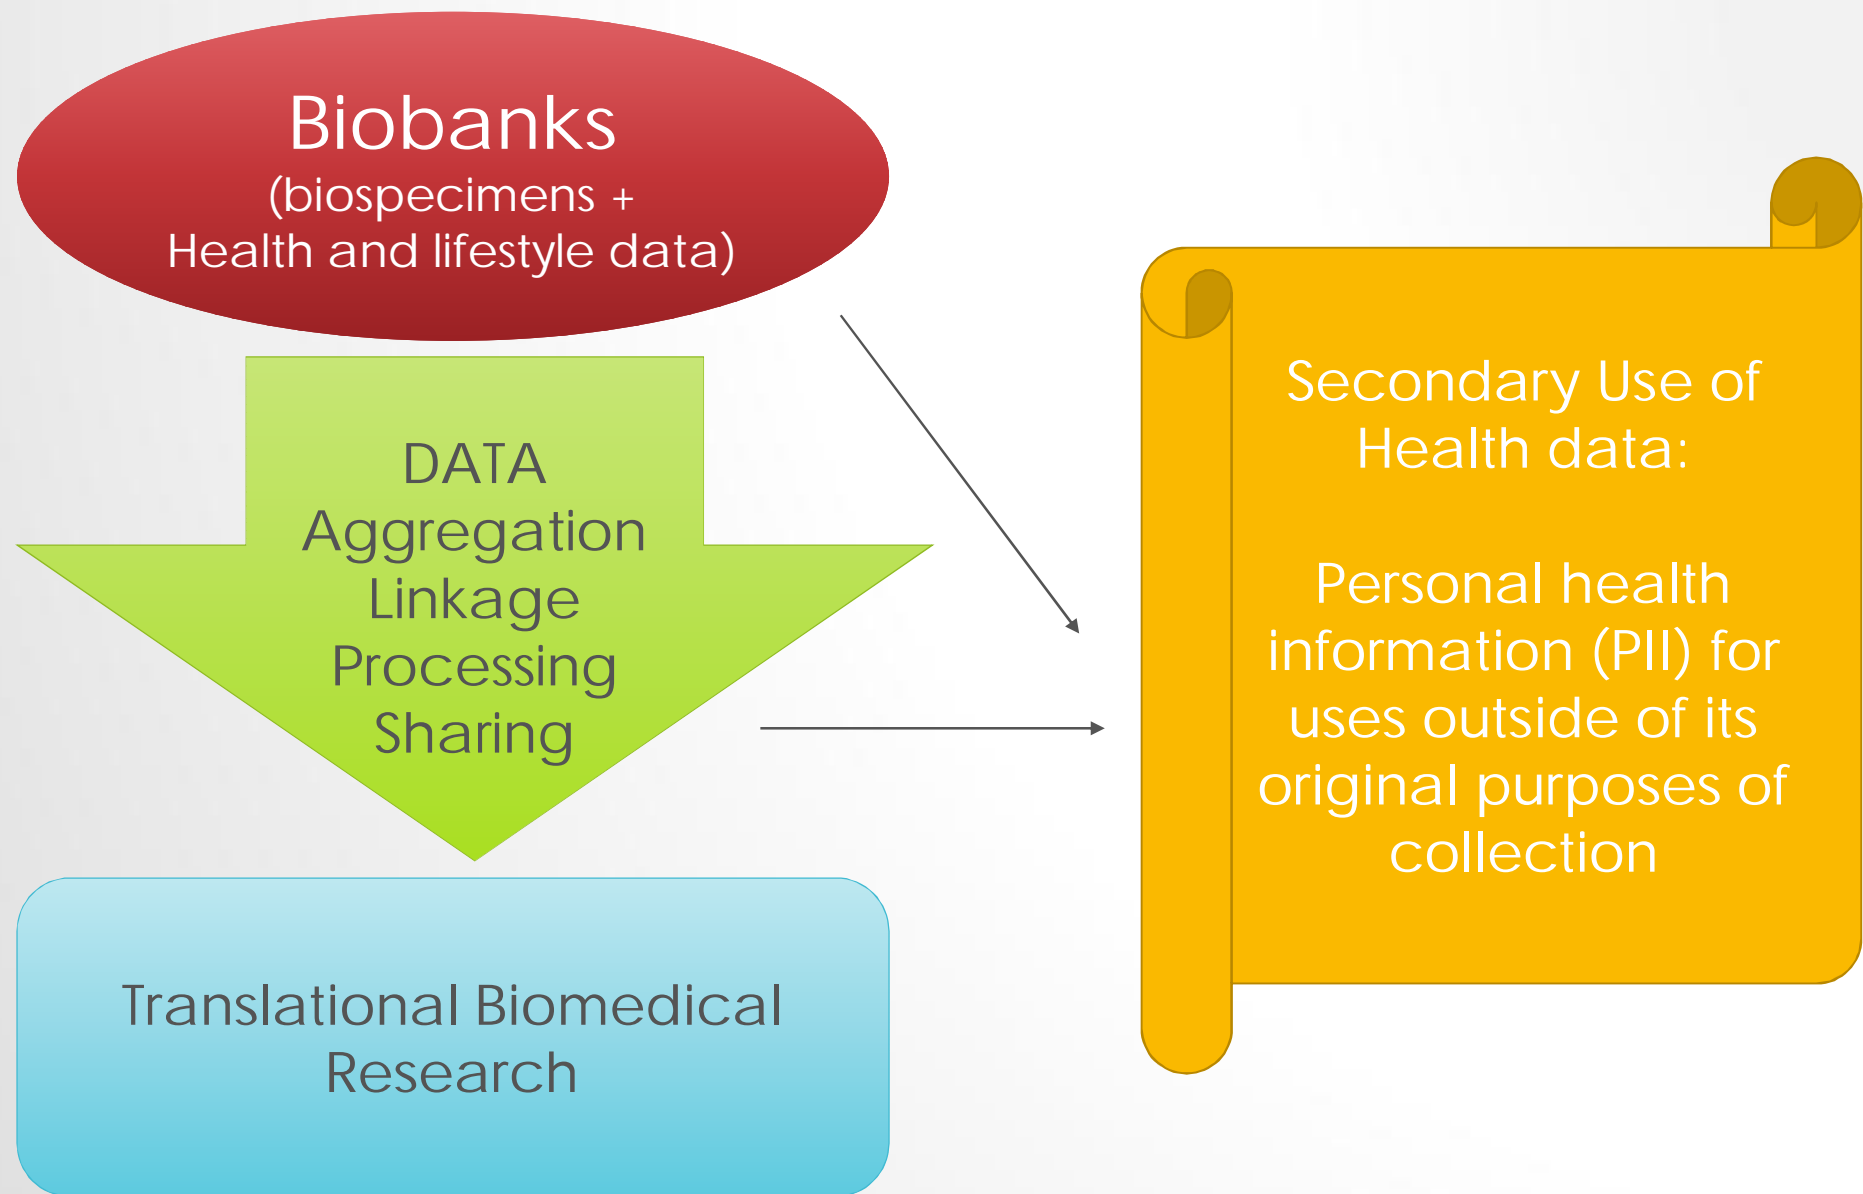 Biobanks
(biospecimens +
Health and lifestyle data)
DATA
Aggregation
Linkage
Processing
Sharing
Translational Biomedical
Research
Secondary Use of
Health data:
Personal health
information (PII) for
uses outside of its
original purposes of
collection